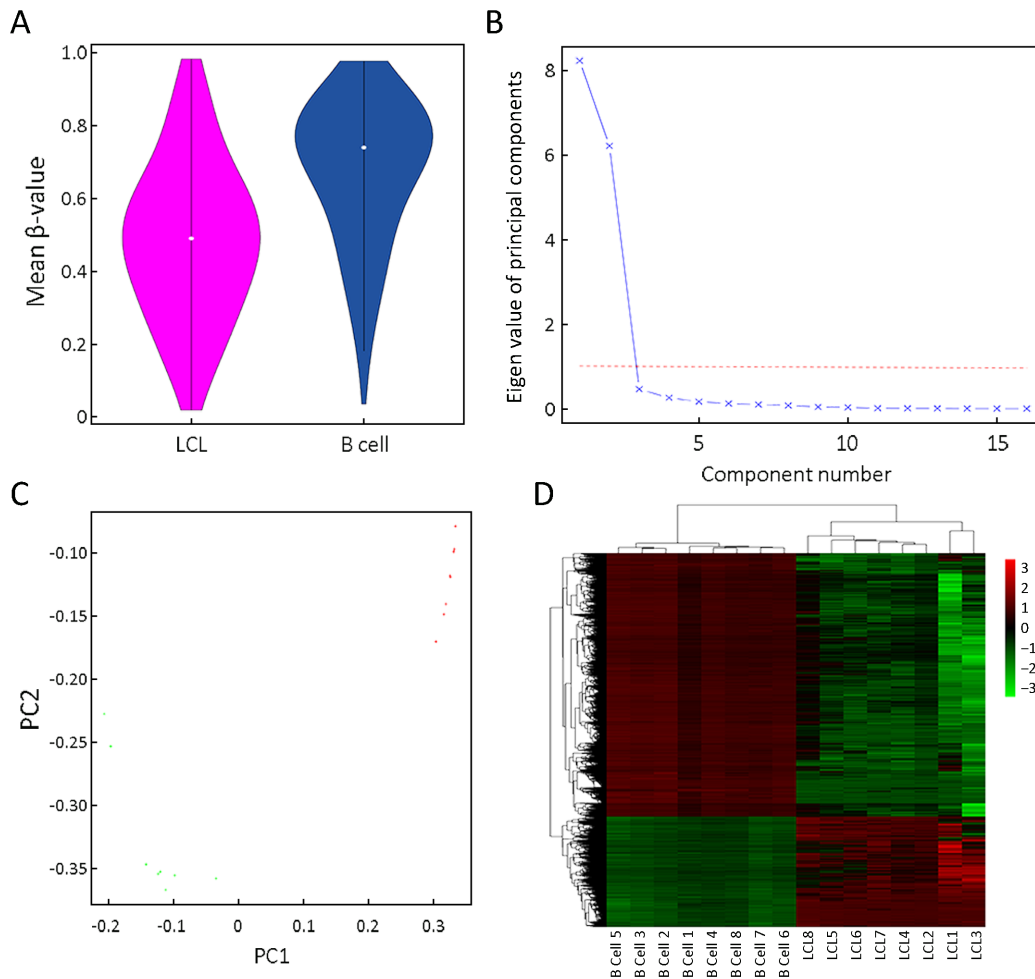 A
Mean β-value
1.0
0.8
0.6
0.4
0.2
0
LCL B cell
B
Eigen value of principal components
8
6
4
2
0
5 10 15
Component number
C
PC2
-0.10
-0.15
-0.20
-0.25
-0.30
-0.35
-0.2 -0.1 0 0.1 0.2 0.3
PC1
D
3
2
1
0
−1
−2
−3
B Cell 5
B Cell 3
B Cell 2
B Cell 1
B Cell 4
B Cell 8
B Cell 7
B Cell 6
LCL8
LCL5
LCL6
LCL7
LCL4
LCL2
LCL1
LCL3